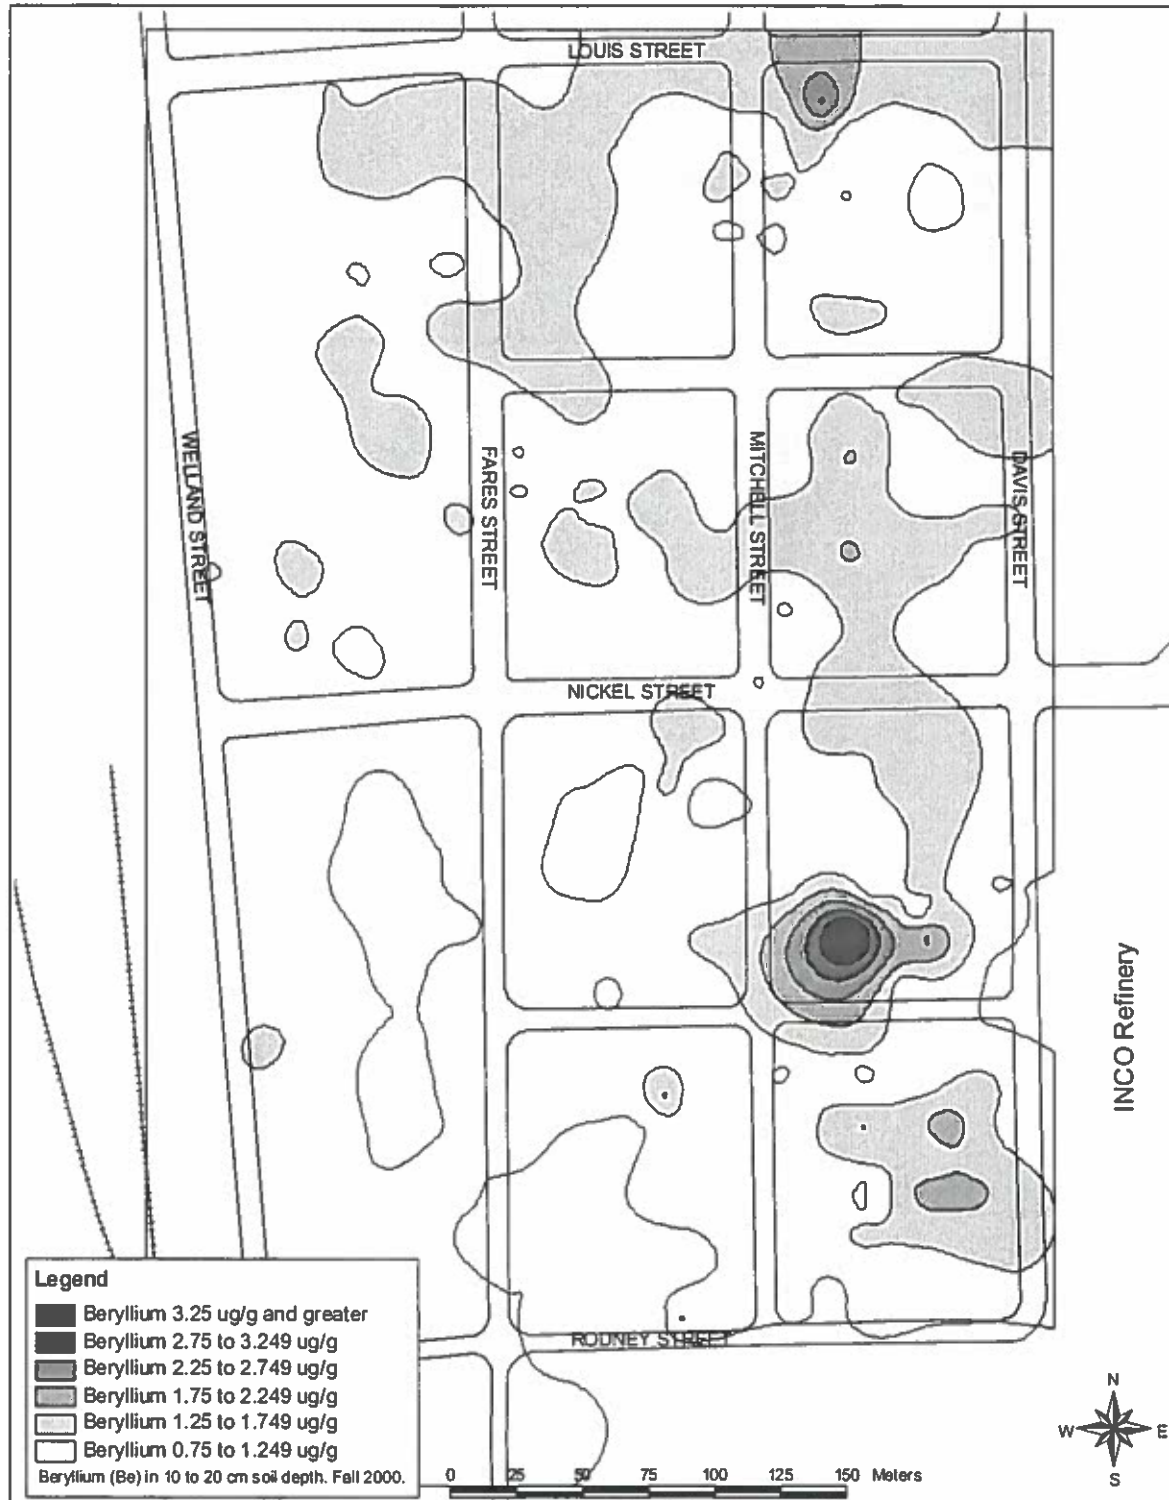 LOUIS STREET
WELLAND STREET
FARES STREET
MITCHELL STREET
DAVIS STREET
NICKEL STREET
INCO Refinery
RODNEY STREET
Legend
Beryllium 3.25 ug/g and greater
Beryllium 2.75 to 3.249 ug/g
Beryllium 2.25 to 2.749 ug/g
Beryllium 1.75 to 2.249 ug/g
Beryllium 1.25 to 1.749 ug/g
Beryllium 0.75 to 1.249 ug/g
Beryllium (Be) in 10 to 20 cm soil depth. Fall 2000.
0 25 50 75 100 125 150 Meters
N
W E
S